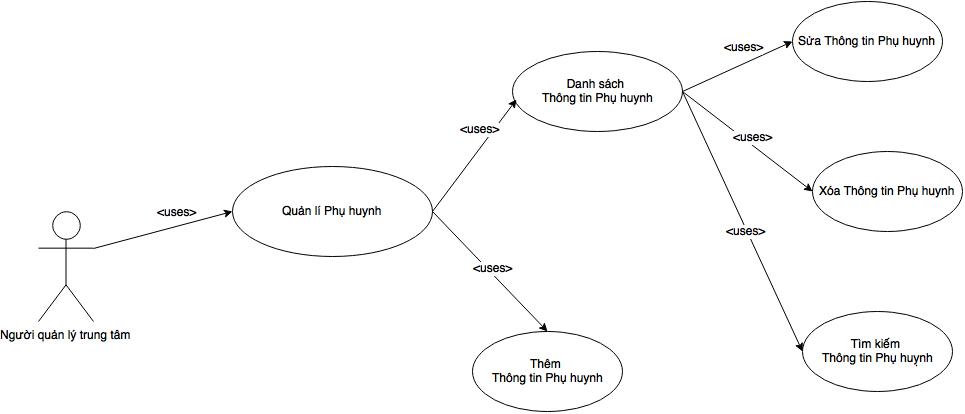 <uses>
Sửa Thông tin Phụ huynh
Danh sách
Thông tin Phụ huynh
<uses>
<uses>
Xóa Thông tin Phụ huynh
<uses>
Quản lí Phụ huynh
<uses>
<uses>
Người quản lý trung tâm
Thêm
Thông tin Phụ huynh
Tìm kiếm
Thông tin Phụ huynh